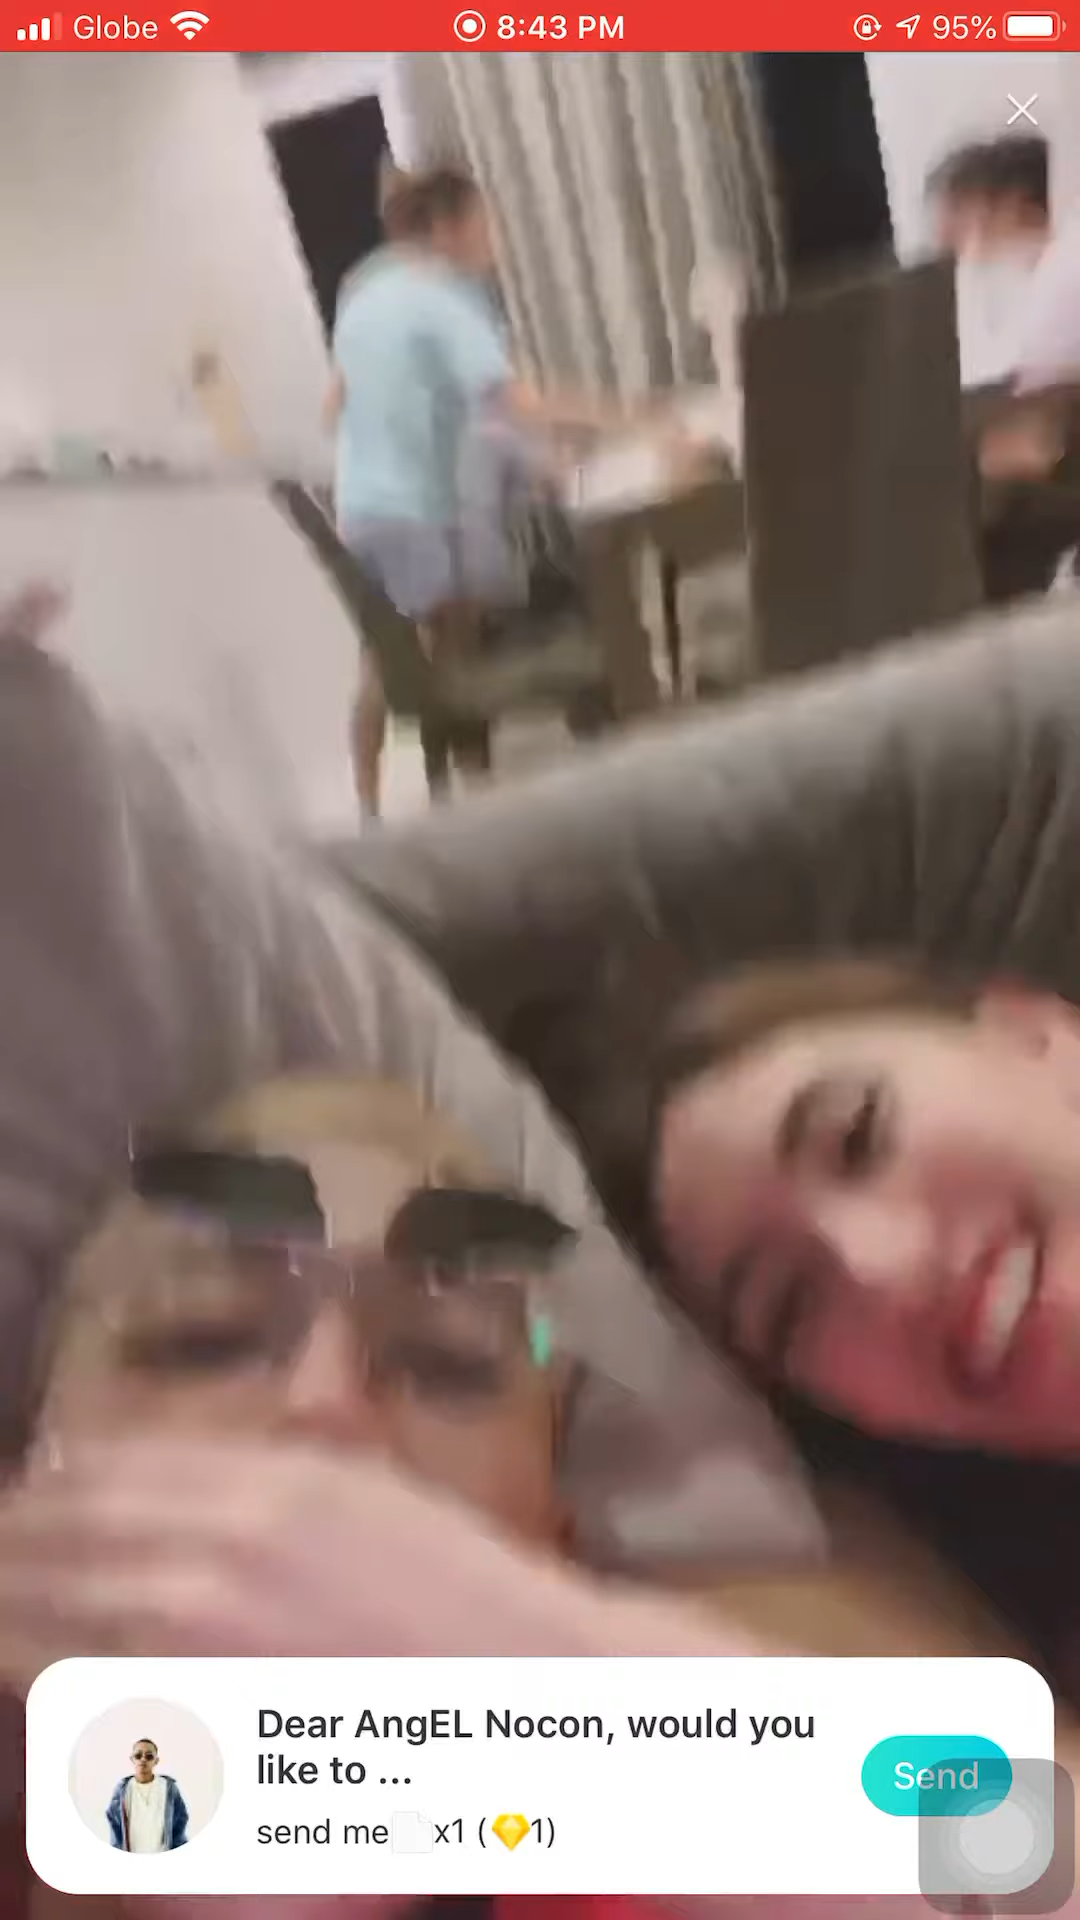 Globe 8:43 PM 95%
Dear AngEL Nocon, would you
like to ...
send me x1 (1)
Send